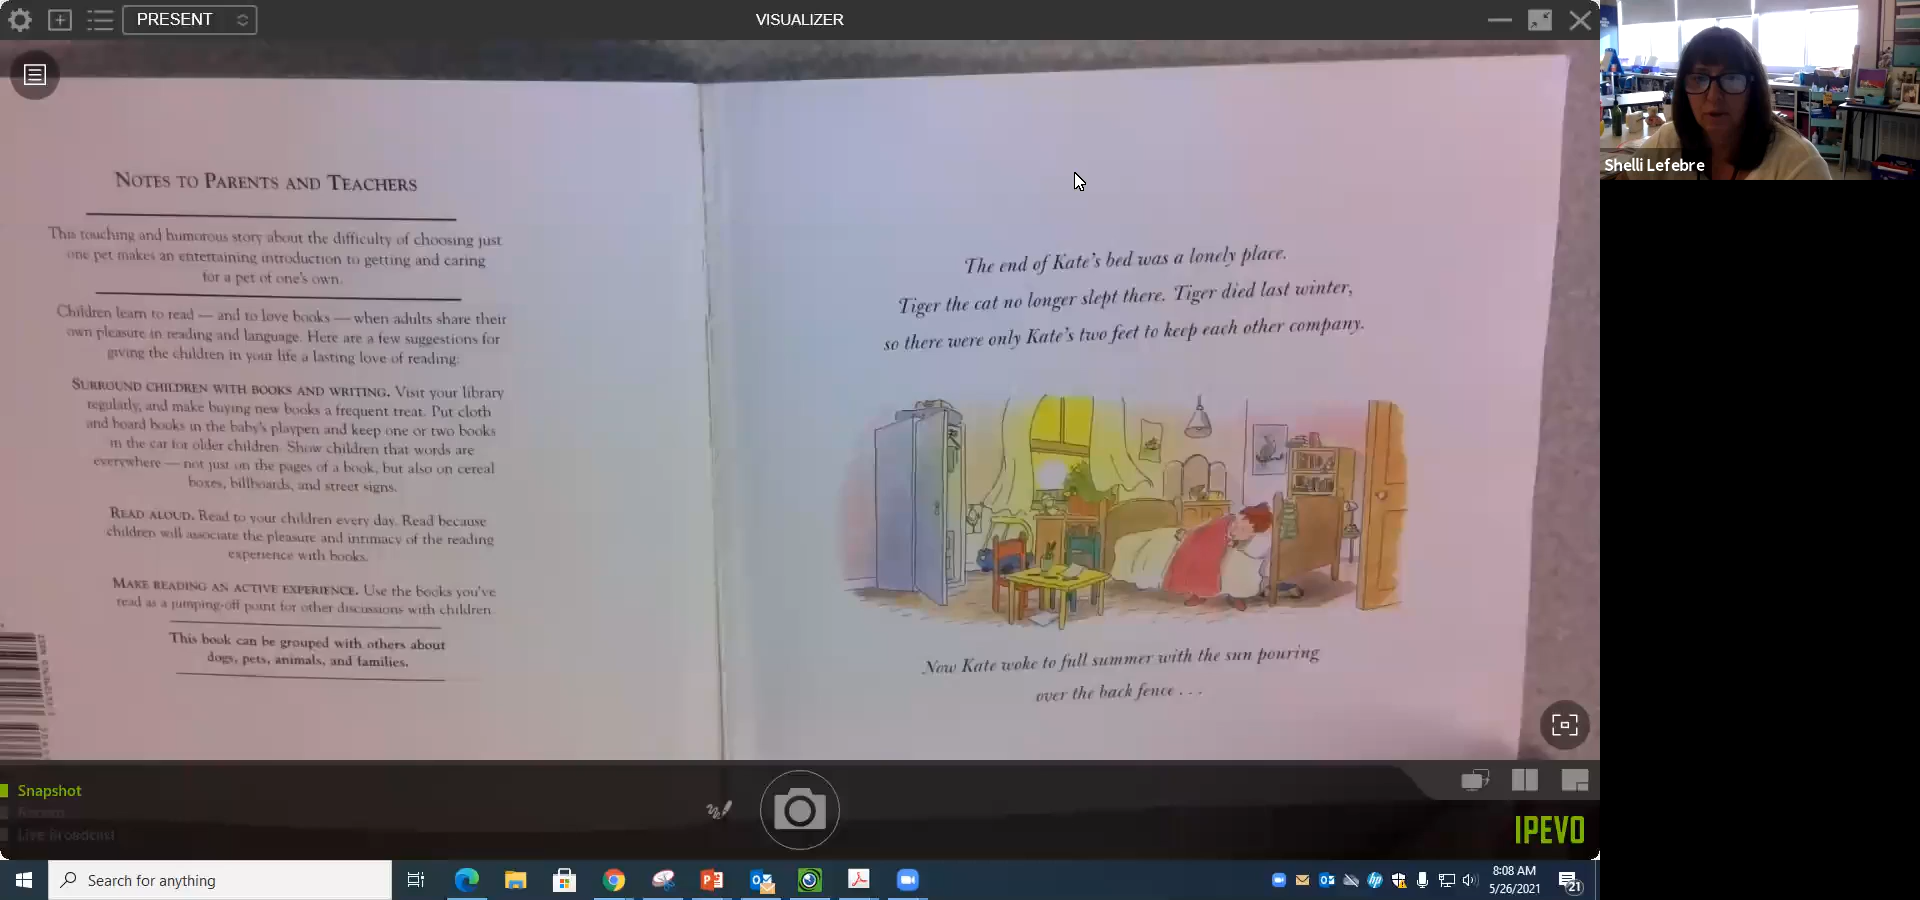 PRESENT
VISUALIZER
Shelli Lefebre
NOTES TO PARENTS AND TEACHERS
This touching and humorous story about the difficulty of choosing just
one pet makes an entertaining introduction to getting and caring
for a pet of one's own.
Children learn to read — and to love books — when adults share their
own pleasure in reading and language. Here are a few suggestions for
giving the children in your life a lasting love of reading:
SURROUND CHILDREN WITH BOOKS AND WRITING. Visit your library
regularly, and make buying new books a frequent treat. Put cloth
and board books in the baby's playpen and keep one or two books
in the car for older children. Show children that words are
everywhere — not just on the pages of a book, but also on cereal
boxes, billboards, and street signs.
READ ALOUD. Read to your children every day. Read because
children will associate the pleasure and intimacy of the reading
experience with books.
MAKE READING AN ACTIVE EXPERIENCE. Use the books you've
read as a jumping-off point for other discussions with children.
This book can be grouped with others about
dogs, pets, animals, and families.
The end of Kate's bed was a lonely place.
Tiger the cat no longer slept there. Tiger died last winter,
so there were only Kate's two feet to keep each other company.
Now Kate woke to full summer with the sun pouring
over the back fence . . .
Snapshot
Live Broadcast
IPEVO
Search for anything
8:08 AM
5/26/2021
21